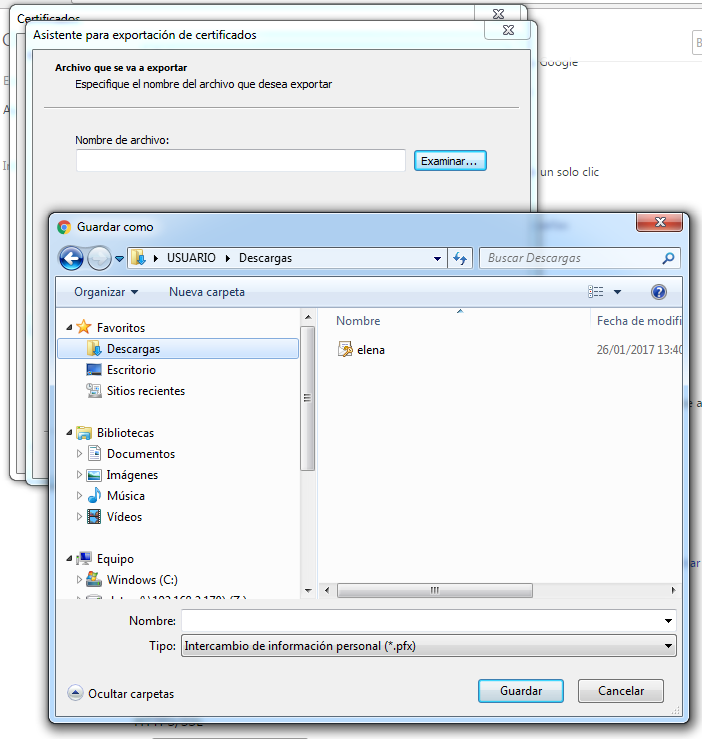 Certificados
Asistente para exportación de certificados
Archivo que se va a exportar
Especifique el nombre del archivo que desea exportar
Google
Nombre de archivo:
Examinar...
un solo clic
Guardar como
USUARIO Descargas
Buscar Descargas
Organizar
Nueva carpeta
Favoritos
Descargas
Escritorio
Sitios recientes
Bibliotecas
Documentos
Imágenes
Música
Vídeos
Equipo
Windows (C:)
Nombre
Fecha de modifi
elena
26/01/2017 13:40
Nombre:
Tipo:
Intercambio de información personal (*.pfx)
Ocultar carpetas
Guardar
Cancelar